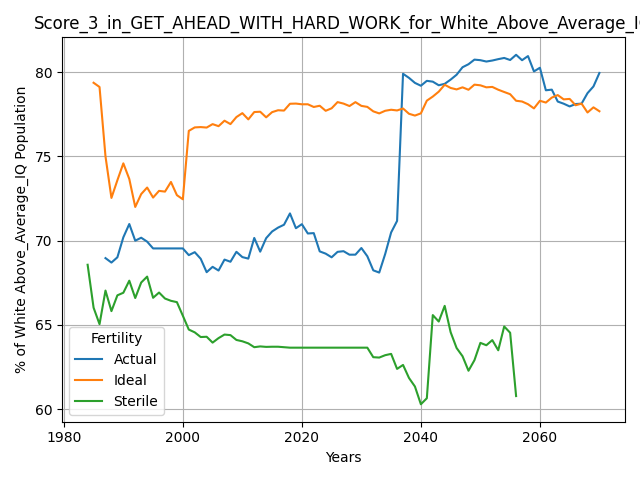 Score_3_in_GET_AHEAD_WITH_HARD_WORK_for_White_Above_Average_I
% of White Above_Average_IQ Population
80
75
70
65
60
Fertility
Actual
Ideal
Sterile
1980 2000 2020 2040 2060
Years